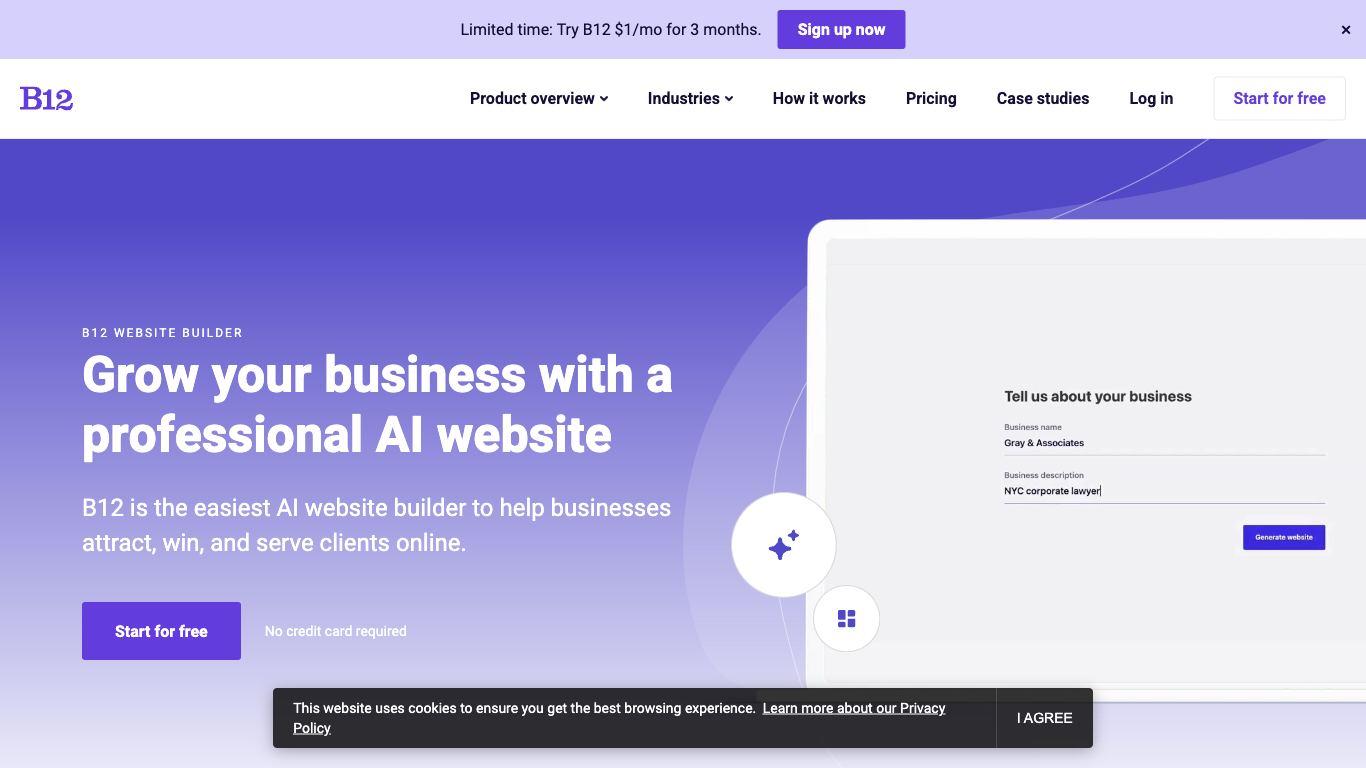 Limited time: Try B12 $1/mo for 3 months.
Sign up now
×
B12
Product overview
Industries
How it works
Pricing
Case studies
Log in
Start for free
B12 WEBSITE BUILDER
Grow your business with a
professional AI website
B12 is the easiest AI website builder to help businesses
attract, win, and serve clients online.
Start for free
No credit card required
Tell us about your business
Business name
Gray & Associates
Business description
NYC corporate lawyer
Generate website
This website uses cookies to ensure you get the best browsing experience. Learn more about our Privacy
Policy
I AGREE